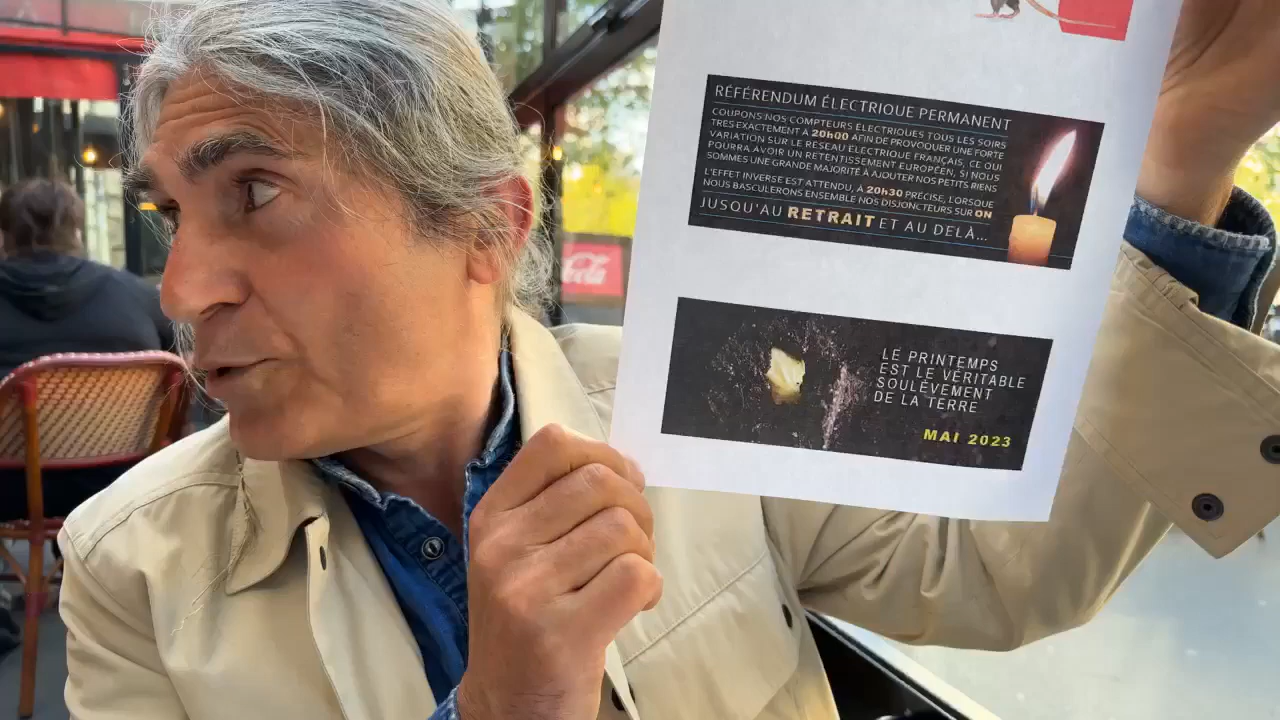 RÉFÉRENDUM ÉLECTRIQUE PERMANENT
COUPONS NOS COMPTEURS ÉLECTRIQUES TOUS LES SOIRS
TRES EXACTEMENT À 20h00 AFIN DE PROVOQUER UNE FORTE
VARIATION SUR LE RESEAU ÉLECTRIQUE FRANÇAIS, CE QUI
POURRA AVOIR UN RETENTISSEMENT EUROPÉEN, SI NOUS
SOMMES UNE GRANDE MAJORITÉ À AJOUTER NOS PETITS RIENS
L'EFFET INVERSE EST ATTENDU, À 20h30 PRÉCISE, LORSQUE
NOUS BASCULERONS ENSEMBLE NOS DISJONCTEURS SUR ON
JUSQU'AU RETRAIT ET AU DELÀ...
Cola
LE PRINTEMPS
EST LE VÉRITABLE
SOULÈVEMENT
DE LA TERRE
MAI 2023